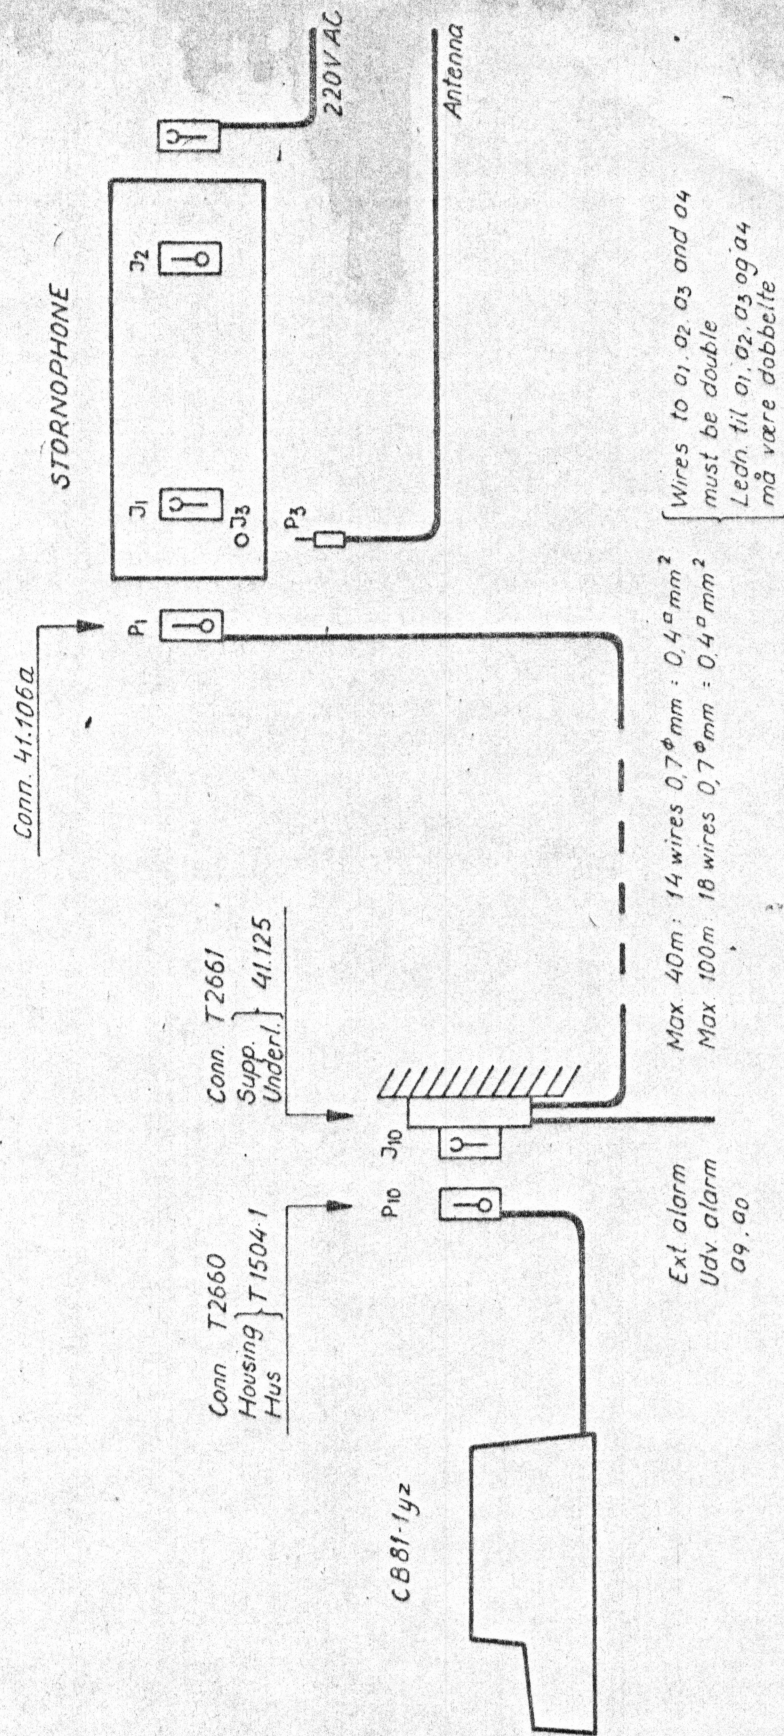 Conn. 41.106a
STORNOPHONE
P1
J1
J3
J2
P3
220V AC
Antenna
Conn. T2661
Supp.
Underl. } 41.125
J10
Conn T2660
Housing
Hus } T1504-1
P10
CB81-1yz
Ext alarm
Udv. alarm
a9, a0
Max. 40m: 14 wires 0,7 ø mm = 0,4 □ mm²
Max 100m: 18 wires 0,7 ø mm = 0,4 □ mm²
Wires to a1, a2, a3 and a4
must be double
Ledn. til a1, a2, a3 og a4
må være dobbelte